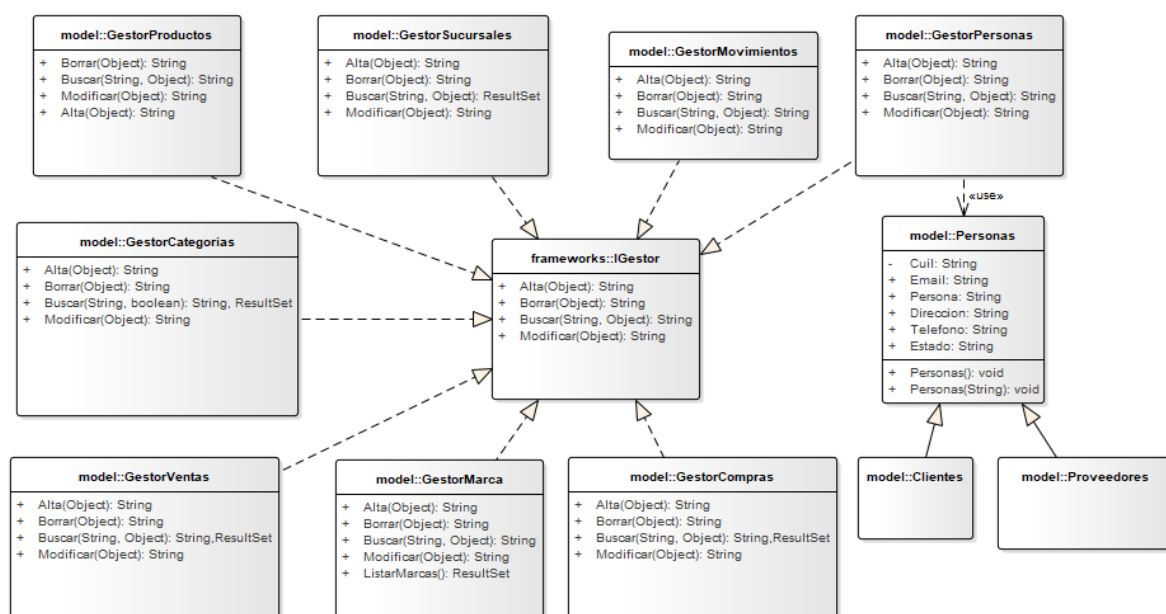 model::GestorProductos
+ Borrar(Object): String
+ Buscar(String, Object): String
+ Modificar(Object): String
+ Alta(Object): String
model::GestorSucursales
+ Alta(Object): String
+ Borrar(Object): String
+ Buscar(String, Object): ResultSet
+ Modificar(Object): String
model::GestorMovimientos
+ Alta(Object): String
+ Borrar(Object): String
+ Buscar(String, Object): String
+ Modificar(Object): String
model::GestorPersonas
+ Alta(Object): String
+ Borrar(Object): String
+ Buscar(String, Object): String
+ Modificar(Object): String
«use»
model::GestorCategorias
+ Alta(Object): String
+ Borrar(Object): String
+ Buscar(String, boolean): String, ResultSet
+ Modificar(Object): String
frameworks::IGestor
+ Alta(Object): String
+ Borrar(Object): String
+ Buscar(String, Object): String
+ Modificar(Object): String
model::Personas
- Cuil: String
+ Email: String
+ Persona: String
+ Direccion: String
+ Telefono: String
+ Estado: String
+ Personas(): void
+ Personas(String): void
model::GestorVentas
+ Alta(Object): String
+ Borrar(Object): String
+ Buscar(String, Object): String,ResultSet
+ Modificar(Object): String
model::GestorMarca
+ Alta(Object): String
+ Borrar(Object): String
+ Buscar(String, Object): String
+ Modificar(Object): String
+ ListarMarcas(): ResultSet
model::GestorCompras
+ Alta(Object): String
+ Borrar(Object): String
+ Buscar(String, Object): String,ResultSet
+ Modificar(Object): String
model::Clientes
model::Proveedores